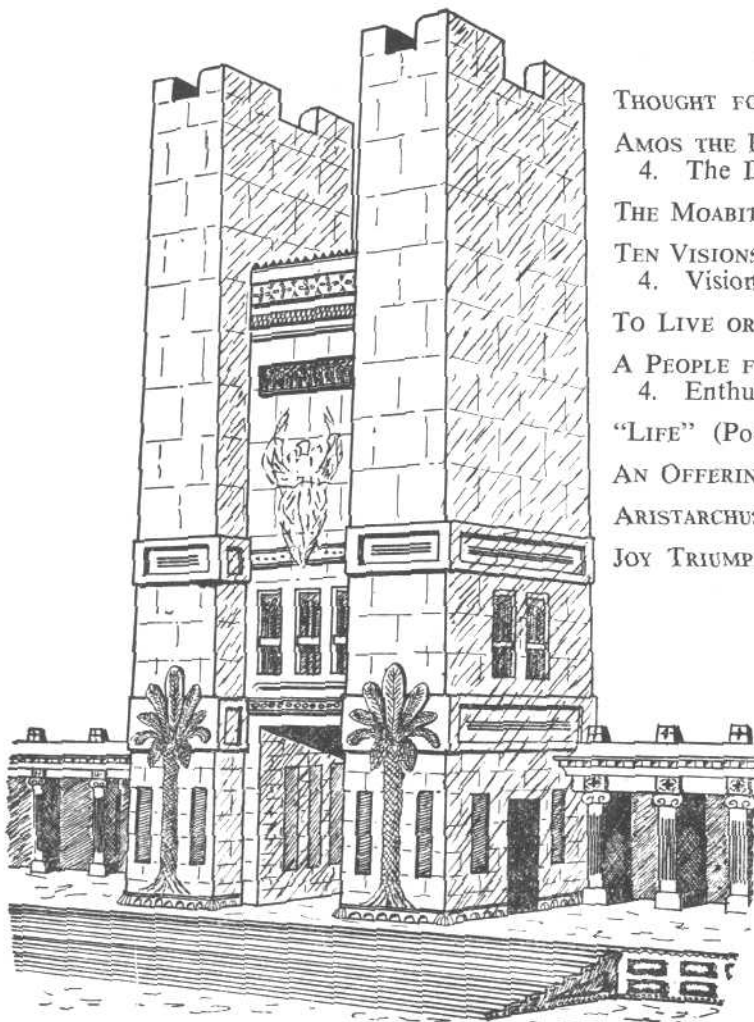 THOUGHT FO
AMOS THE
4. The D
THE MOABIT
TEN VISIONS
4. Vision
TO LIVE OR
A PEOPLE F
4. Enthu
"LIFE" (Po
AN OFFERIN
ARISTARCHUS
JOY TRIUMP